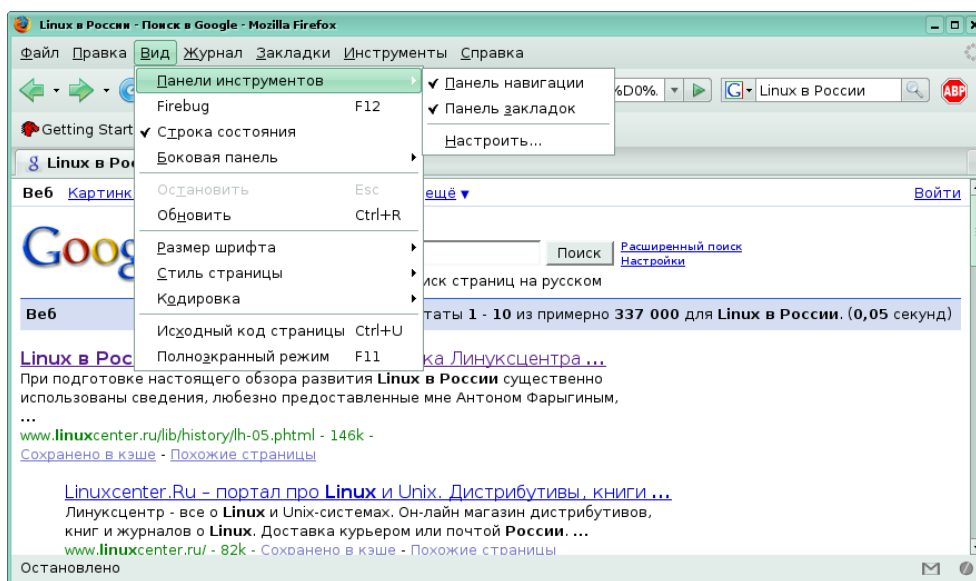 Linux в России - Поиск в Google - Mozilla Firefox
Файл Правка Вид Журнал Закладки Инструменты Справка
Панели инструментов
Firebug F12
Строка состояния
Боковая панель
Остановить Esc
Обновить Ctrl+R
Размер шрифта
Стиль страницы
Кодировка
Исходный код страницы Ctrl+U
Полноэкранный режим F11
Панель навигации
Панель закладок
Настроить...
%D0%. G Linux в России ABP
Getting Start
g Linux в Ро
Веб Картинк ещё ▼ Войти
Goog Поиск Расширенный поиск
Настройки
иск страниц на русском
Веб таты 1 - 10 из примерно 337 000 для Linux в России. (0,05 секунд)
Linux в Рос ка Линуксцентра ...
При подготовке настоящего обзора развития Linux в России существенно
использованы сведения, любезно предоставленные мне Антоном Фарыгиным,
...
www.linuxcenter.ru/lib/history/lh-05.phtml - 146k -
Сохранено в кэше - Похожие страницы
Linuxcenter.Ru – портал про Linux и Unix. Дистрибутивы, книги ...
Линуксцентр - все о Linux и Unix-системах. Он-лайн магазин дистрибутивов,
книг и журналов о Linux. Доставка курьером или почтой России. ...
www.linuxcenter.ru/ - 82k - Сохранено в кэше - Похожие страницы
Остановлено